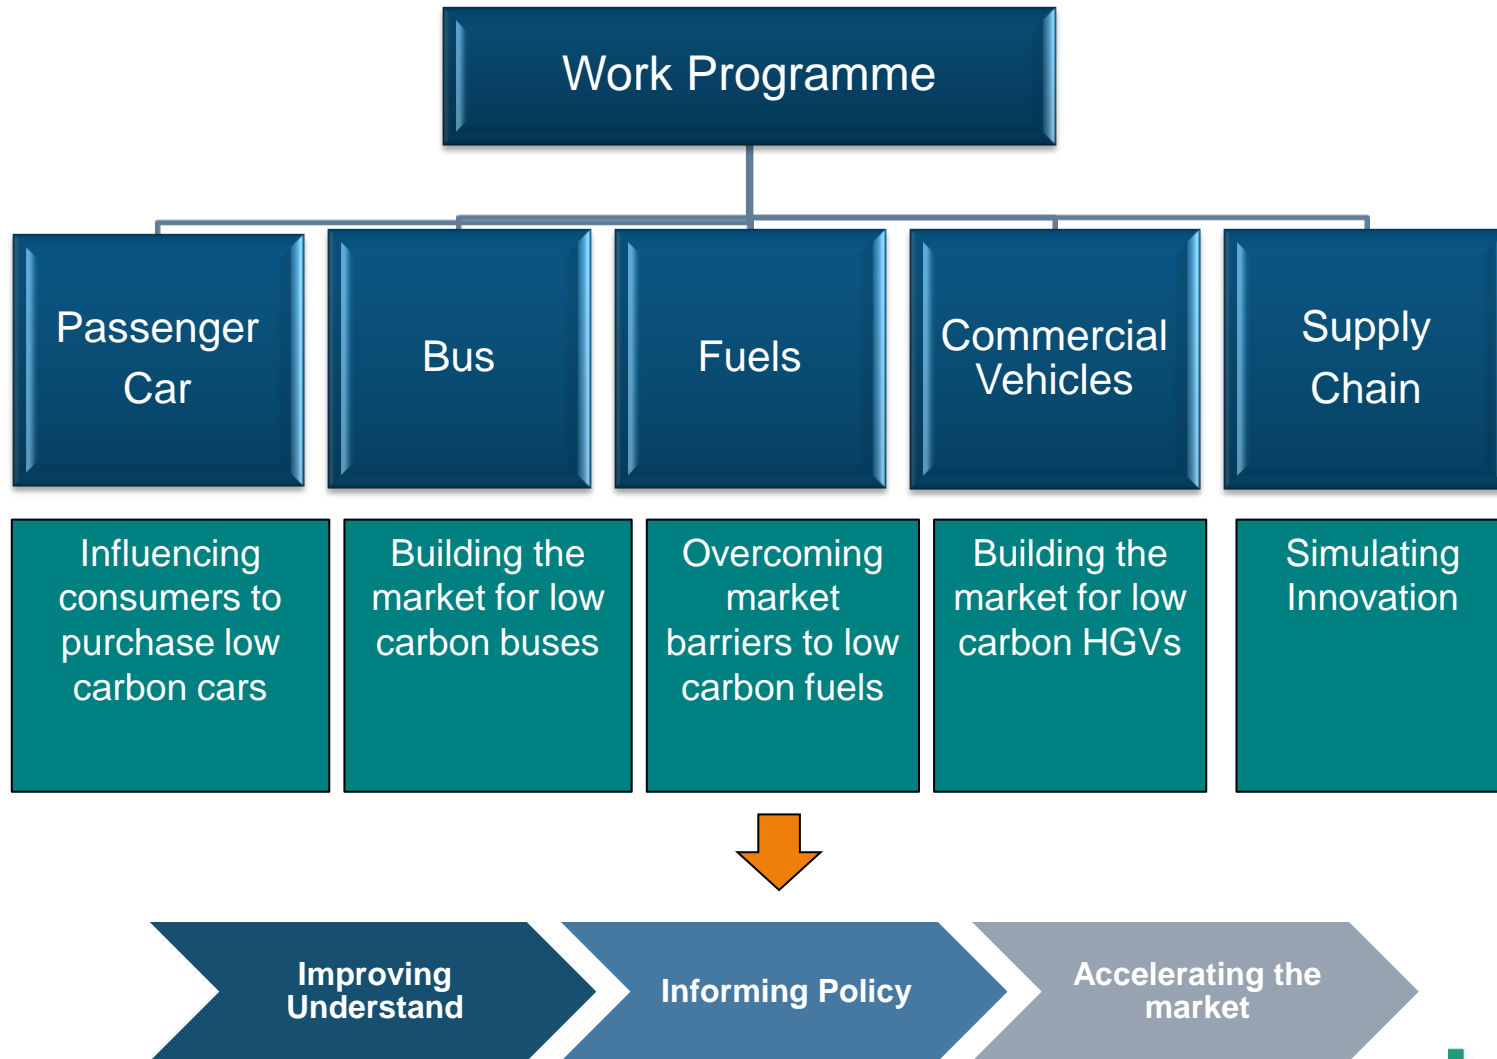 Work Programme
Passenger
Car
Bus
Fuels
Commercial
Vehicles
Supply
Chain
Influencing
consumers to
purchase low
carbon cars
Building the
market for low
carbon buses
Overcoming
market
barriers to low
carbon fuels
Building the
market for low
carbon HGVs
Simulating
Innovation
Improving
Understand
Informing Policy
Accelerating the
market